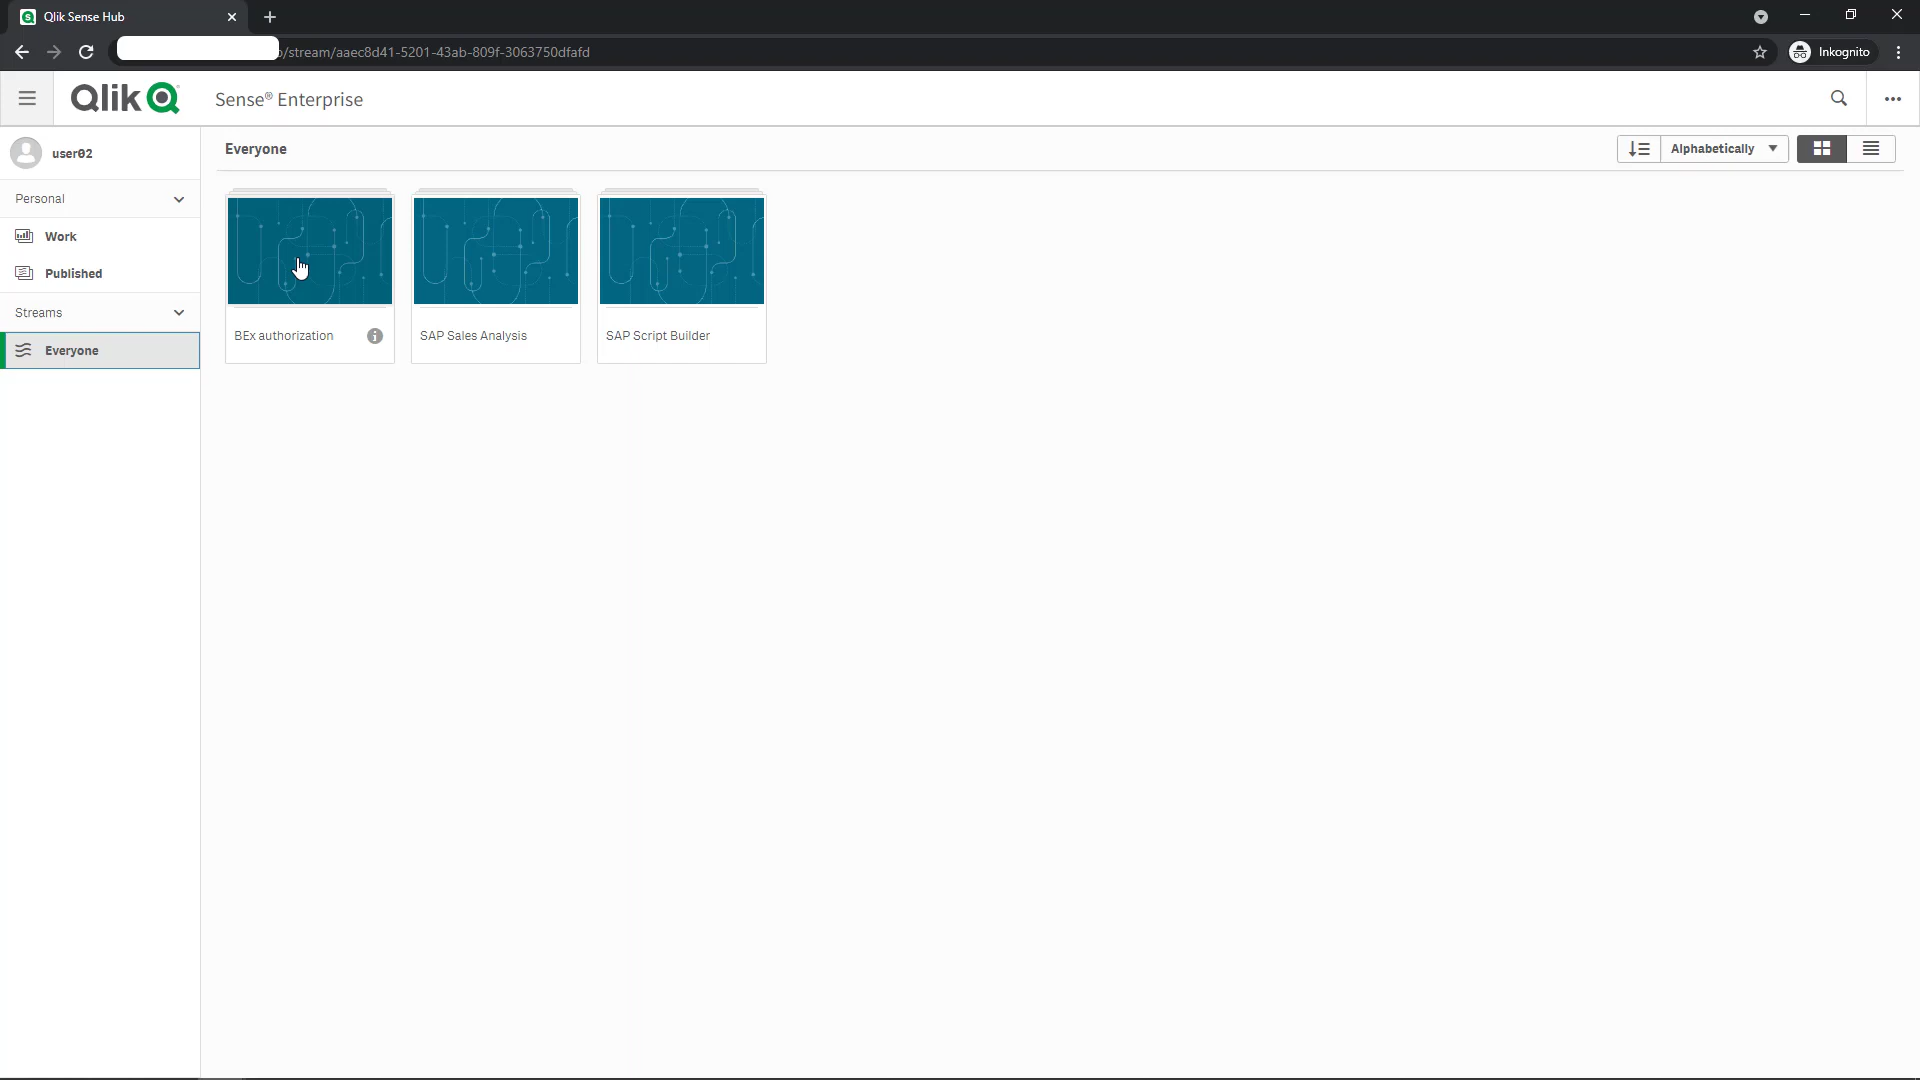 Qlik Sense Hub
/stream/aaec8d41-5201-43ab-809f-3063750dfafd
Inkognito
Qlik
Sense® Enterprise
user02
Everyone
Alphabetically
Personal
Work
Published
Streams
Everyone
BEx authorization
SAP Sales Analysis
SAP Script Builder